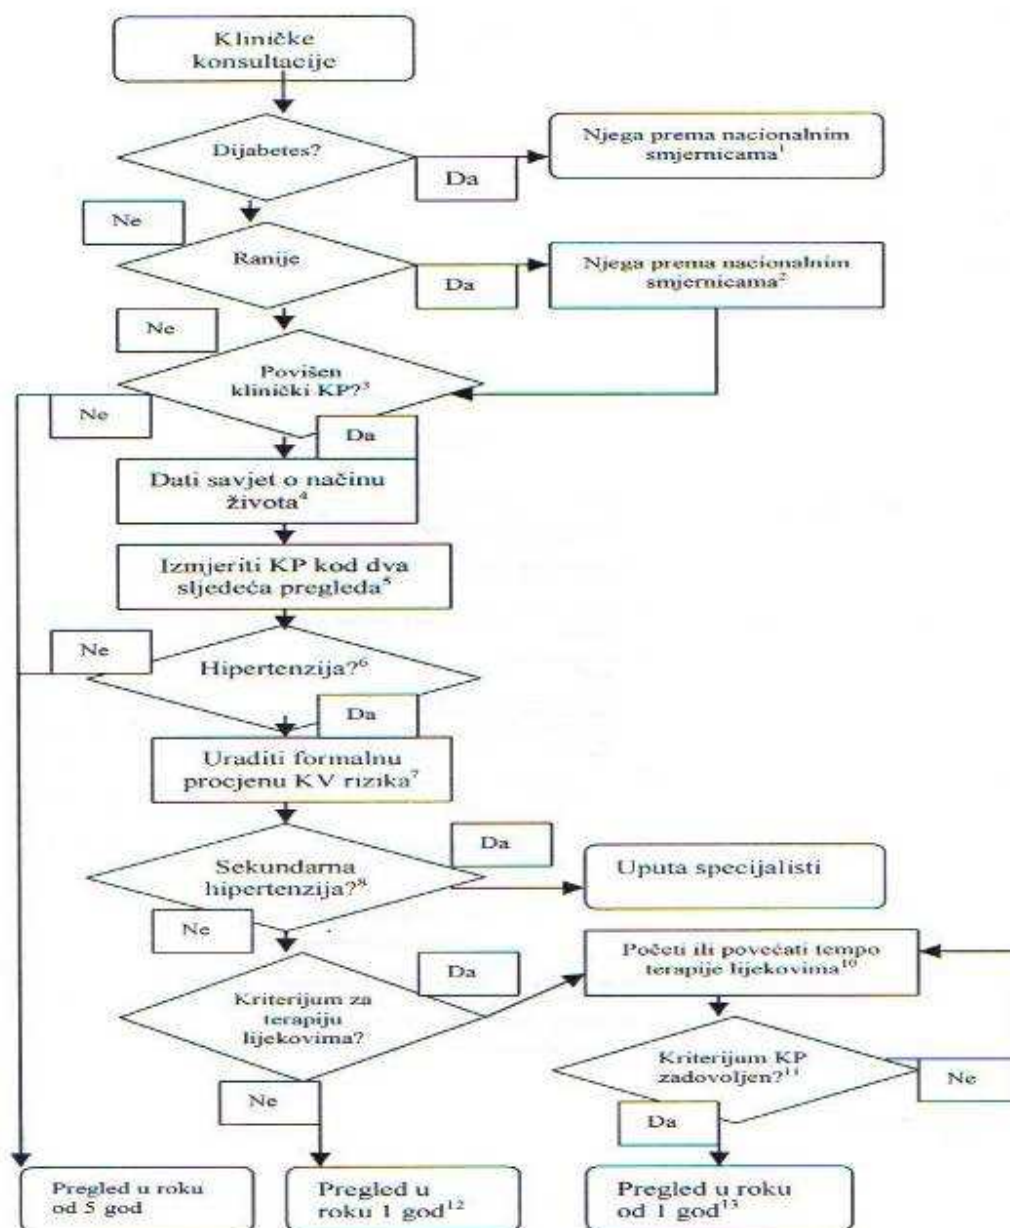 Kliničke
konsultacije
Dijabetes?
Da
Njega prema nacionalnim
smjernicama¹
Ne
Ranije
Da
Njega prema nacionalnim
smjernicama²
Ne
Povišen
klinički KP?³
Ne
Da
Dati savjet o načinu
života⁴
Izmjeriti KP kod dva
sljedeća pregleda⁵
Ne
Hipertenzija?⁶
Da
Uraditi formalnu
procjenu KV rizika⁷
Da
Sekundarna
hipertenzija?⁸
Uputa specijalisti
Ne
Da
Početi ili povećati tempo
terapije lijekovima¹⁰
Kriterijum za
terapiju
lijekovima?
Kriterijum KP
zadovoljen?¹¹
Ne
Ne
Da
Pregled u roku
od 5 god
Pregled u
roku 1 god¹²
Pregled u roku
od 1 god¹³